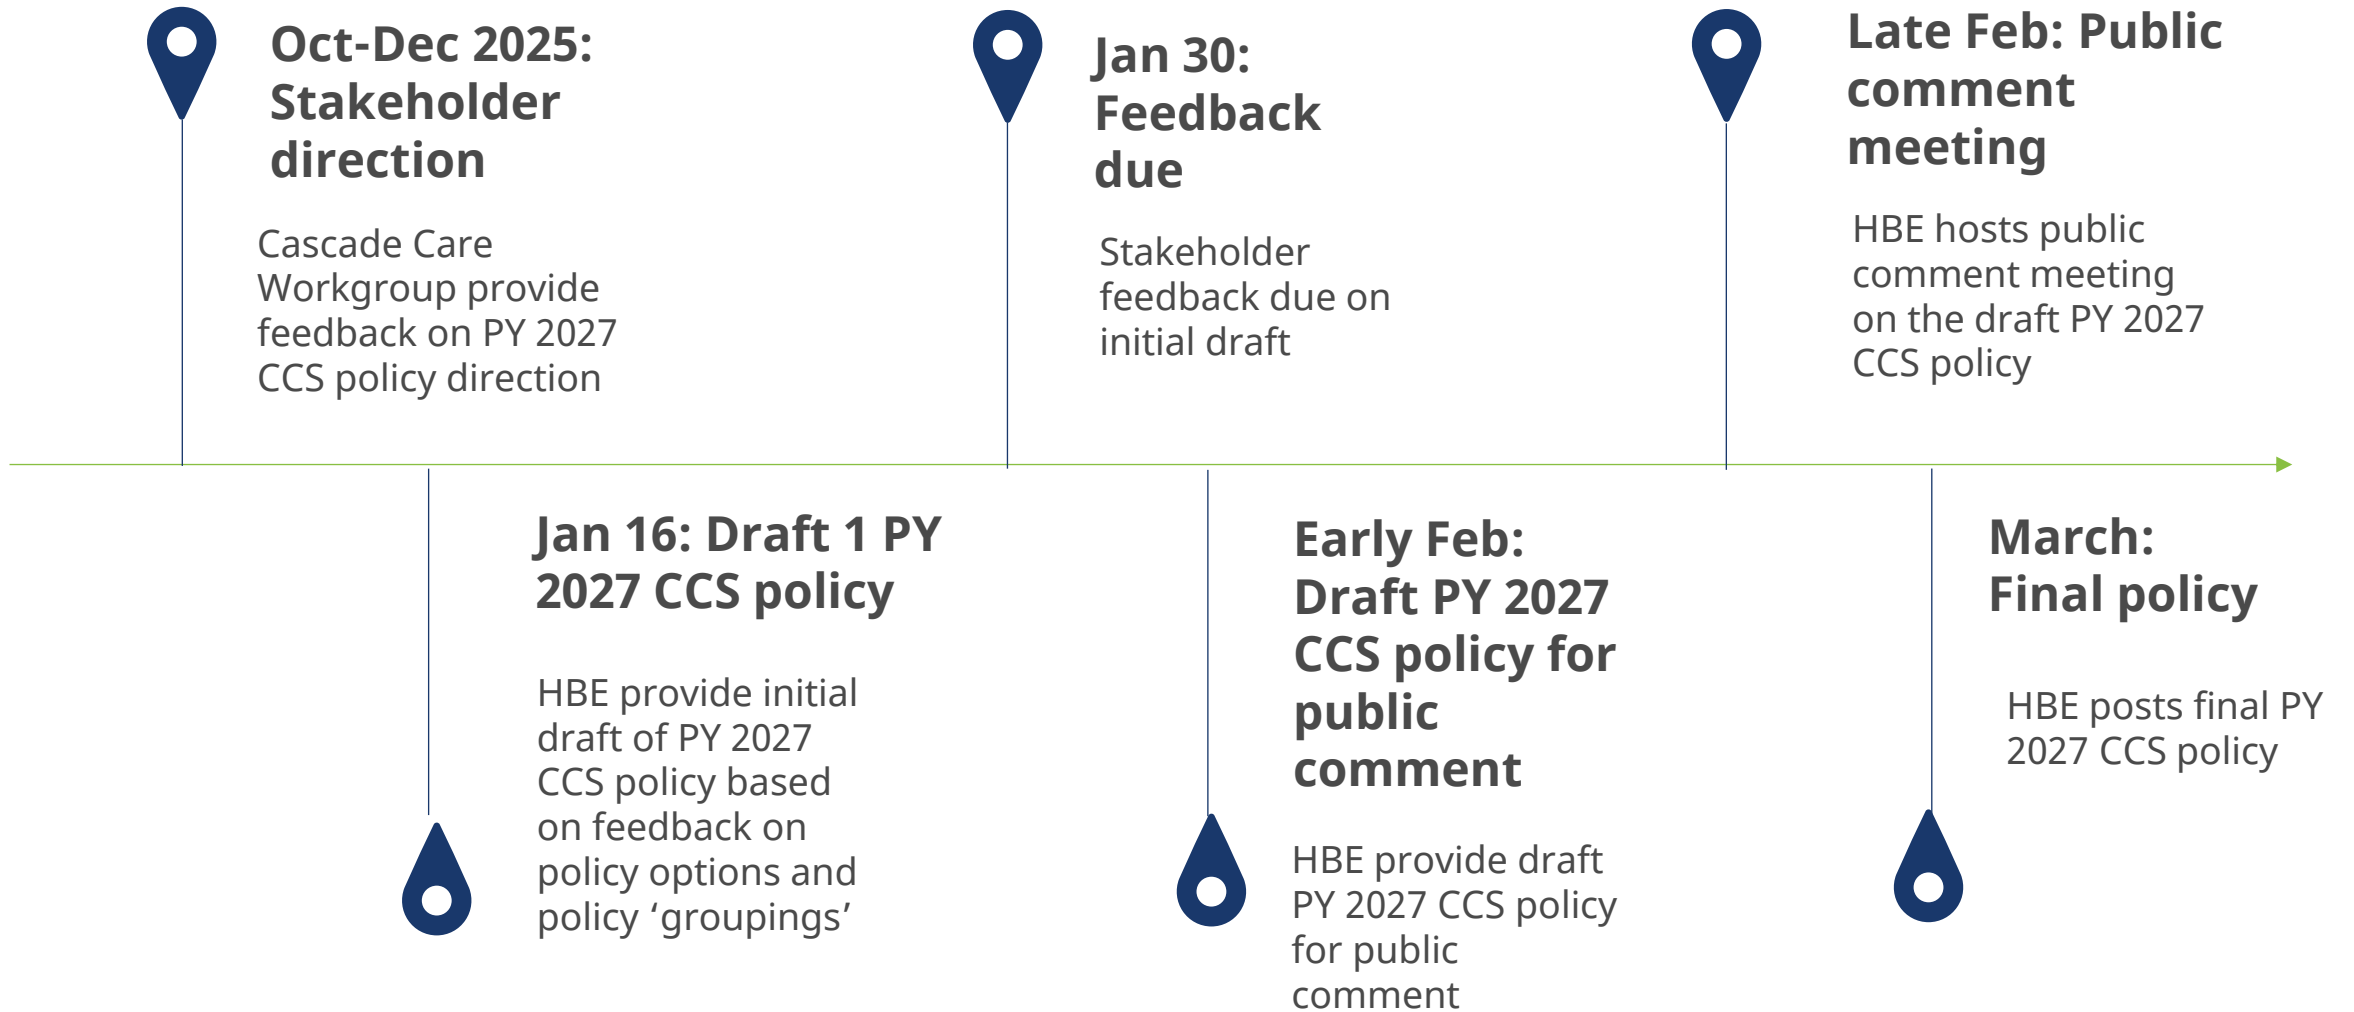 Oct-Dec 2025:
Stakeholder
direction
Cascade Care
Workgroup provide
feedback on PY 2027
CCS policy direction
Jan 16: Draft 1 PY
2027 CCS policy
HBE provide initial
draft of PY 2027
CCS policy based
on feedback on
policy options and
policy ‘groupings’
Jan 30:
Feedback
due
Stakeholder
feedback due on
initial draft
Early Feb:
Draft PY 2027
CCS policy for
public
comment
HBE provide draft
PY 2027 CCS policy
for public
comment
Late Feb: Public
comment
meeting
HBE hosts public
comment meeting
on the draft PY 2027
CCS policy
March:
Final policy
HBE posts final PY
2027 CCS policy